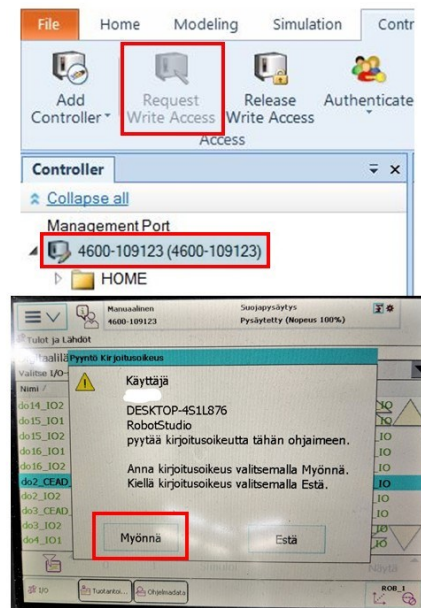 File Home Modeling Simulation Contr
Add Controller
Request Write Access
Release Write Access
Authenticate
Access
Controller
Collapse all
Management Port
4600-109123 (4600-109123)
HOME
Manuaalinen
4600-109123
Suojapysäytys
Pysäytetty (Nopeus 100%)
Tulot ja Lähdöt
Pyyntö Kirjoitusoikeus
Valitse I/O-
Nimi
Käyttäjä
DESKTOP-4S1L876
RobotStudio
pyytää kirjoitusoikeutta tähän ohjaimeen.
Anna kirjoitusoikeus valitsemalla Myönnä.
Kiellä kirjoitusoikeus valitsemalla Estä.
do14_IO2
do15_IO1
do15_IO2
do16_IO1
do16_IO2
do2_CEAD
do2_IO2
do3_CEAD
do3_IO2
do4_IO1
Myönnä
Estä
Näytä
I/O
Tuotantoi...
Ohjelmadata
ROB_1